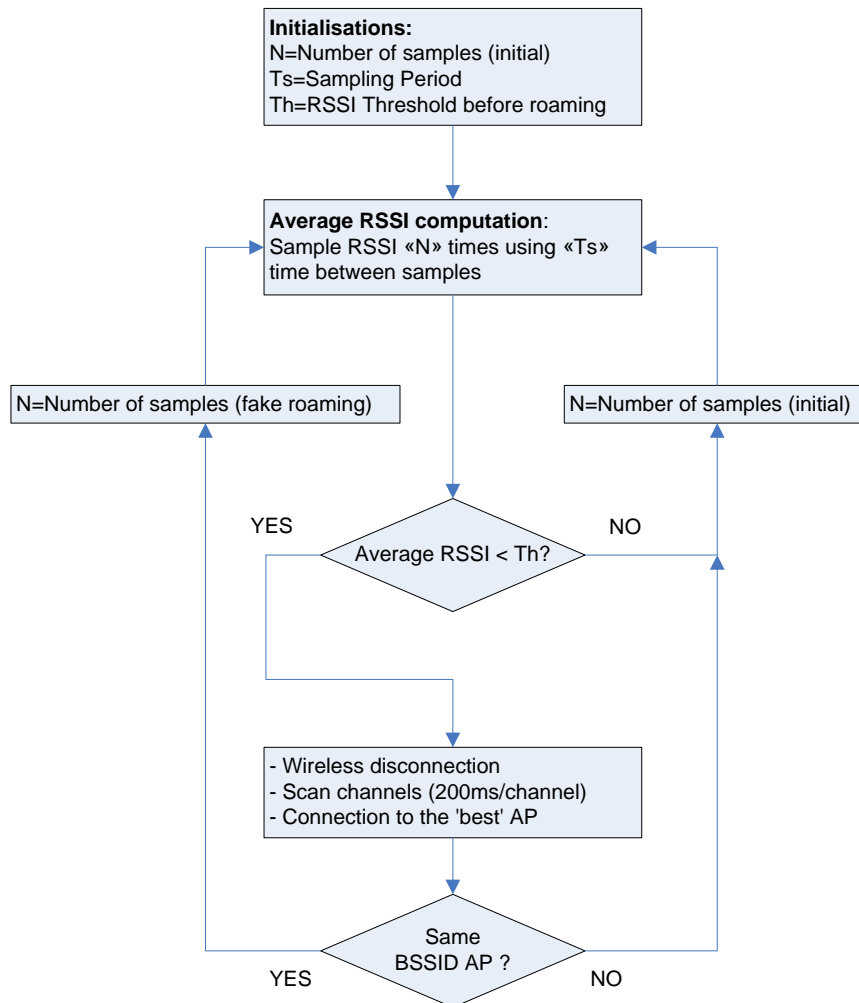 Initialisations:
N=Number of samples (initial)
Ts=Sampling Period
Th=RSSI Threshold before roaming
Average RSSI computation:
Sample RSSI «N» times using «Ts»
time between samples
N=Number of samples (fake roaming)
N=Number of samples (initial)
YES
NO
Average RSSI < Th?
- Wireless disconnection
- Scan channels (200ms/channel)
- Connection to the 'best' AP
Same
BSSID AP ?
YES
NO